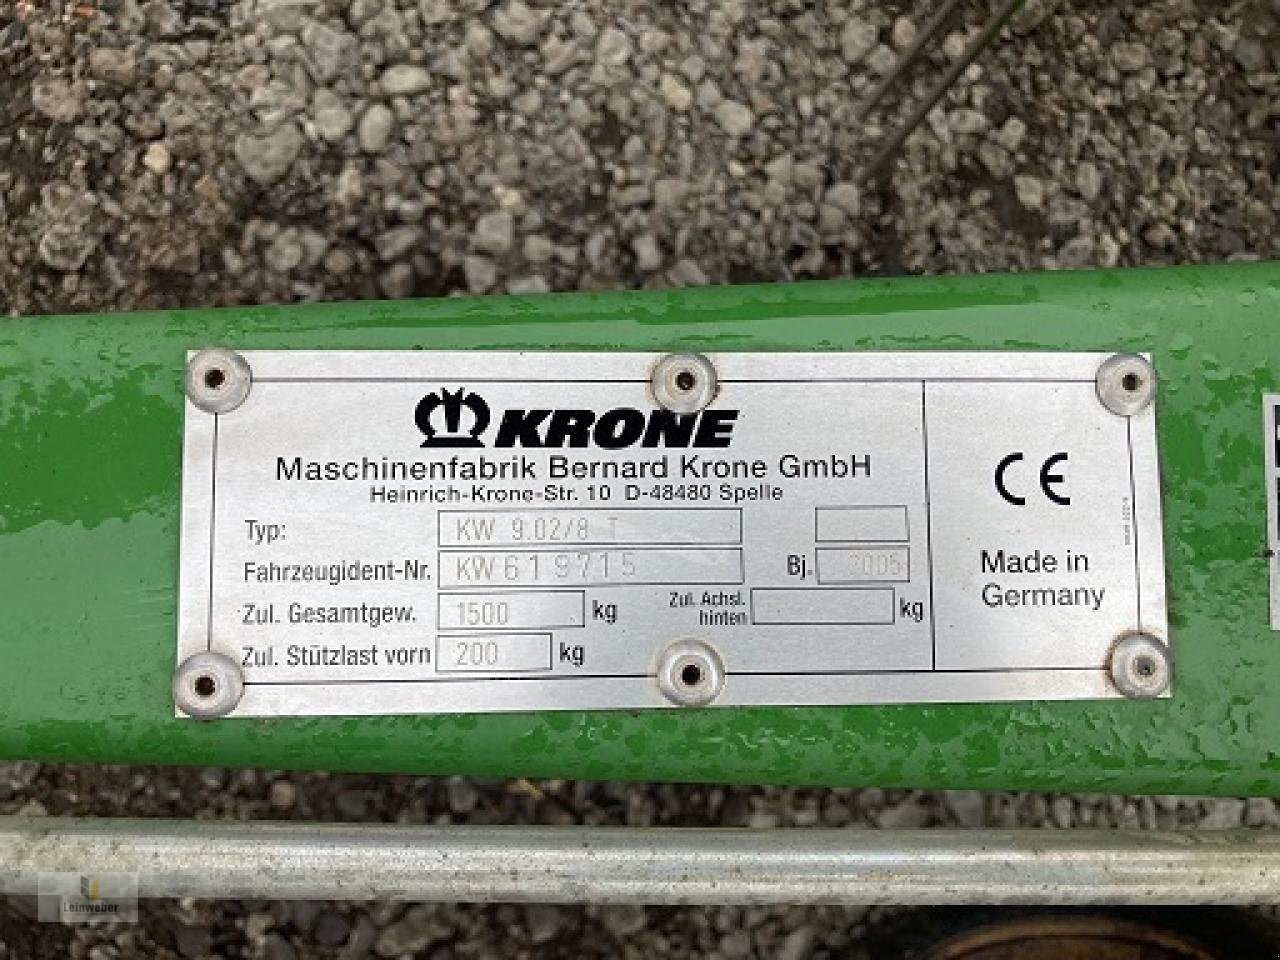 KRONE
Maschinenfabrik Bernard Krone GmbH
Heinrich-Krone-Str. 10 D-48480 Spelle
Typ: KW 9.02/8 T
Fahrzeugident-Nr. KW619715 Bj. 2005
Zul. Gesamtgew. 1500 kg Zul. Achsl. hinten kg
Zul. Stützlast vorn 200 kg
CE
Made in
Germany
Leinweber